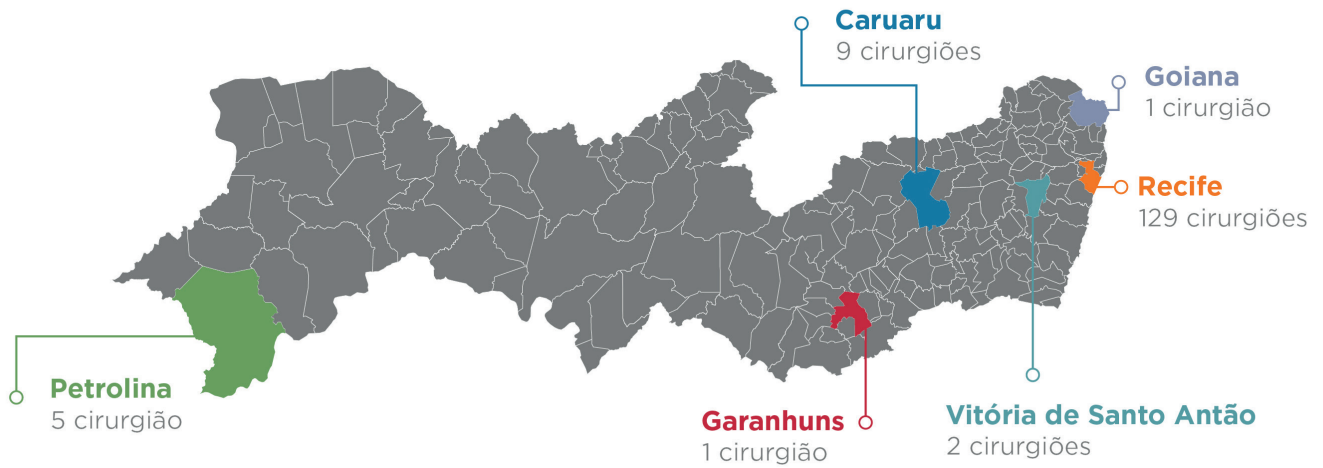 Caruaru
9 cirurgiões
Goiana
1 cirurgião
Recife
129 cirurgiões
Petrolina
5 cirurgião
Garanhuns
1 cirurgião
Vitória de Santo Antão
2 cirurgiões